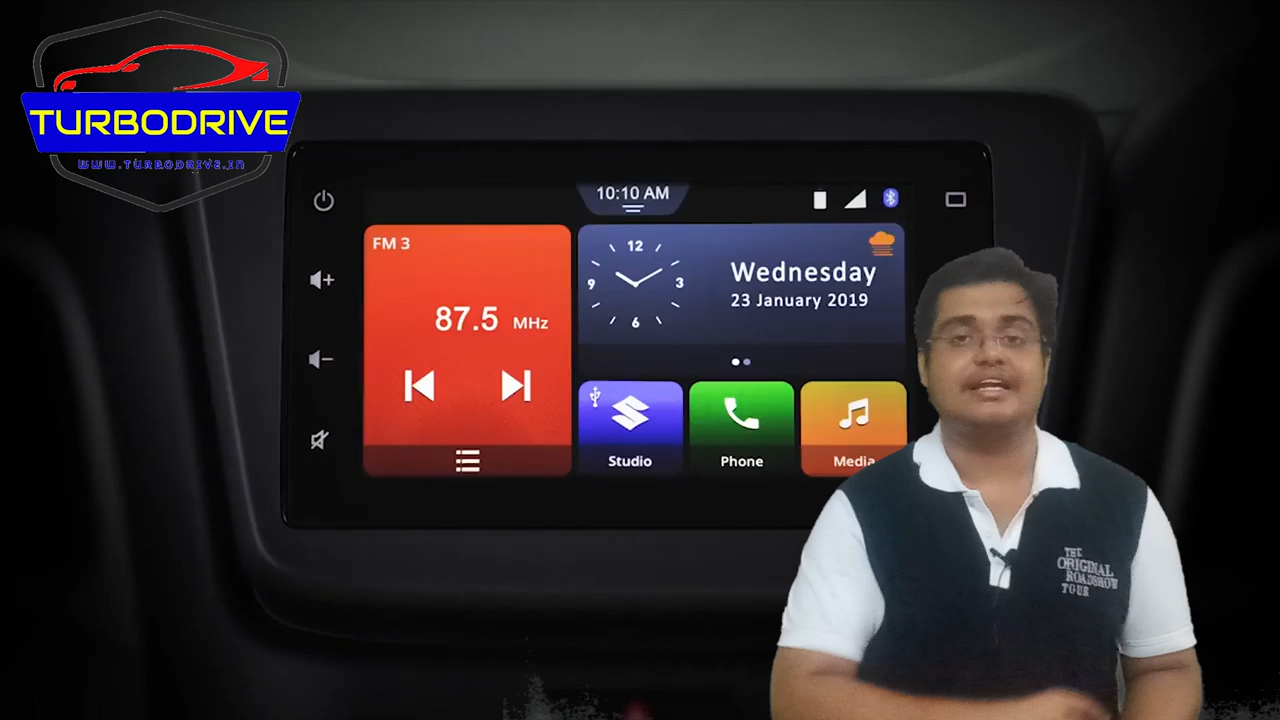 TURBODRIVE
WWW.TURBODRIVE.IN
10:10 AM
FM 3
87.5 MHz
12
9
3
6
Wednesday
23 January 2019
Studio
Phone
Media
THE
ORIGINAL
ROADSHOW
TOUR